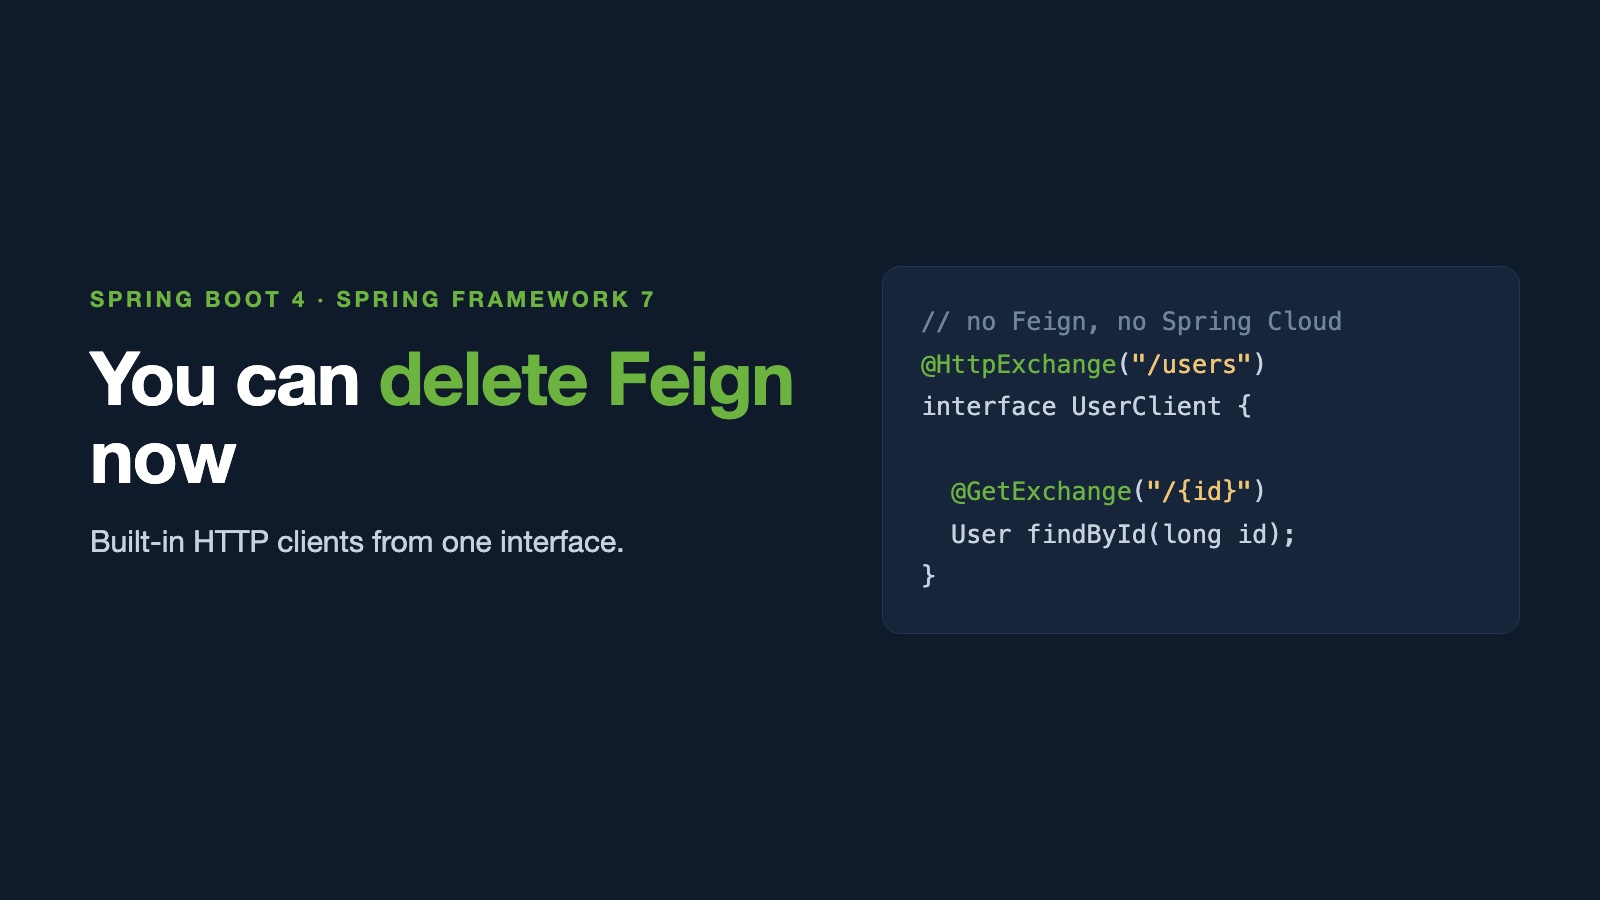 SPRING BOOT 4 · SPRING FRAMEWORK 7
You can delete Feign
now
Built-in HTTP clients from one interface.
// no Feign, no Spring Cloud
@HttpExchange("/users")
interface UserClient {
@GetExchange("/{id}")
User findById(long id);
}